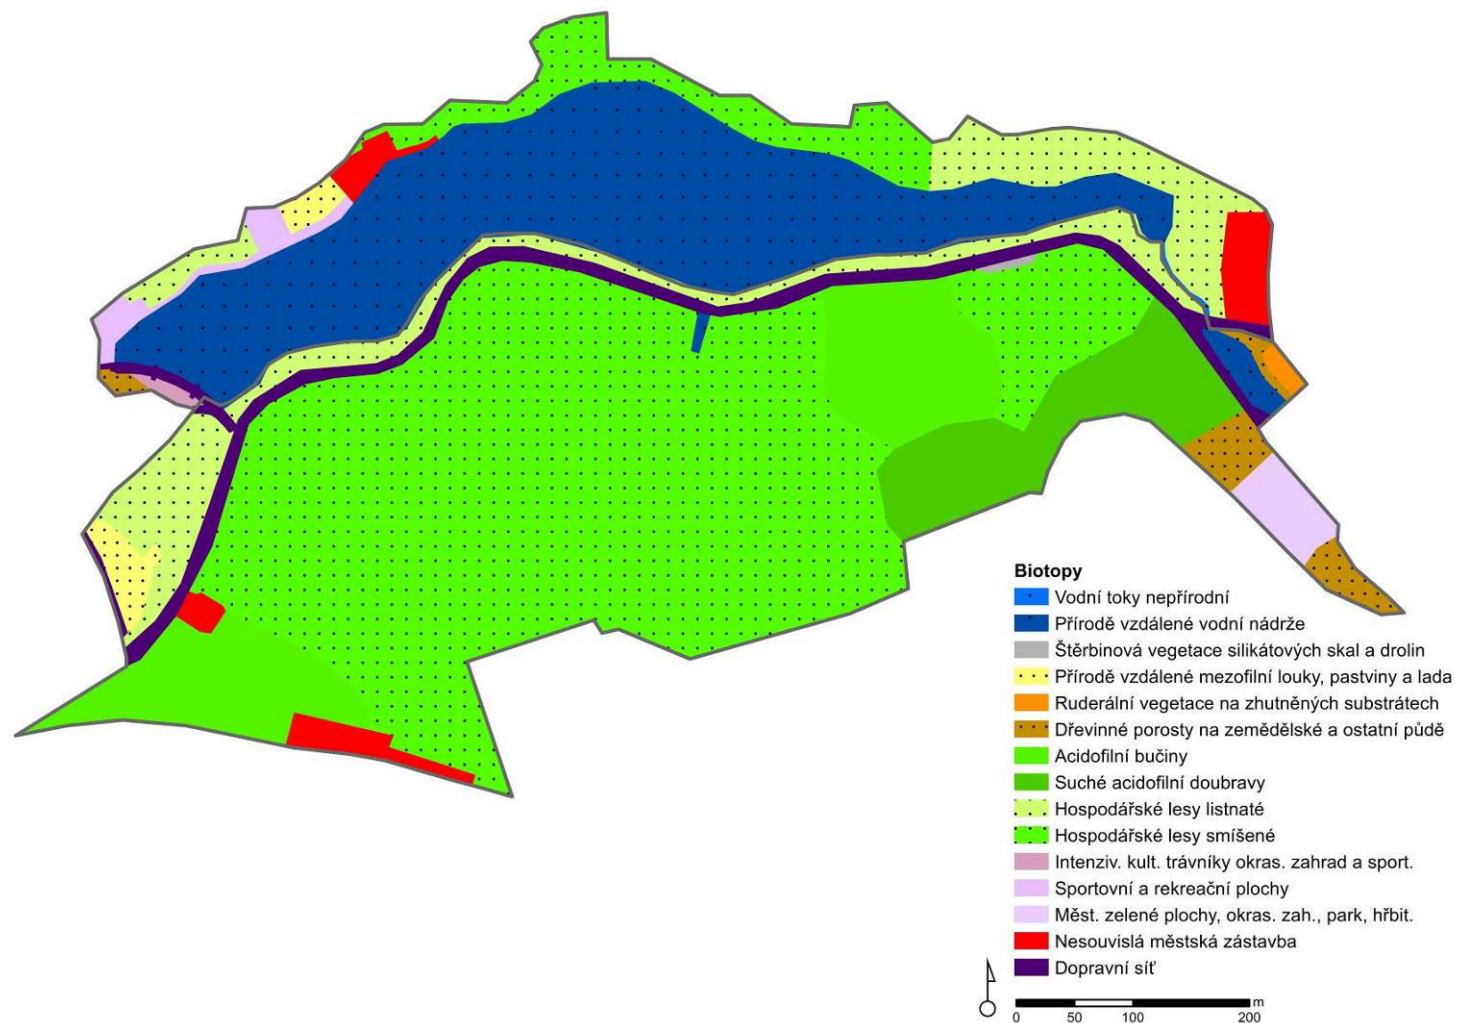 Biotopy
Vodní toky nepřírodní
Přírodě vzdálené vodní nádrže
Štěrbinová vegetace silikátových skal a drolin
Přírodě vzdálené mezofilní louky, pastviny a lada
Ruderální vegetace na zhutněných substrátech
Dřevinné porosty na zemědělské a ostatní půdě
Acidofilní bučiny
Suché acidofilní doubravy
Hospodářské lesy listnaté
Hospodářské lesy smíšené
Intenziv. kult. trávníky okras. zahrad a sport.
Sportovní a rekreační plochy
Měst. zelené plochy, okras. zah., park, hřbit.
Nesouvislá městská zástavba
Dopravní síť
m
0 50 100 200